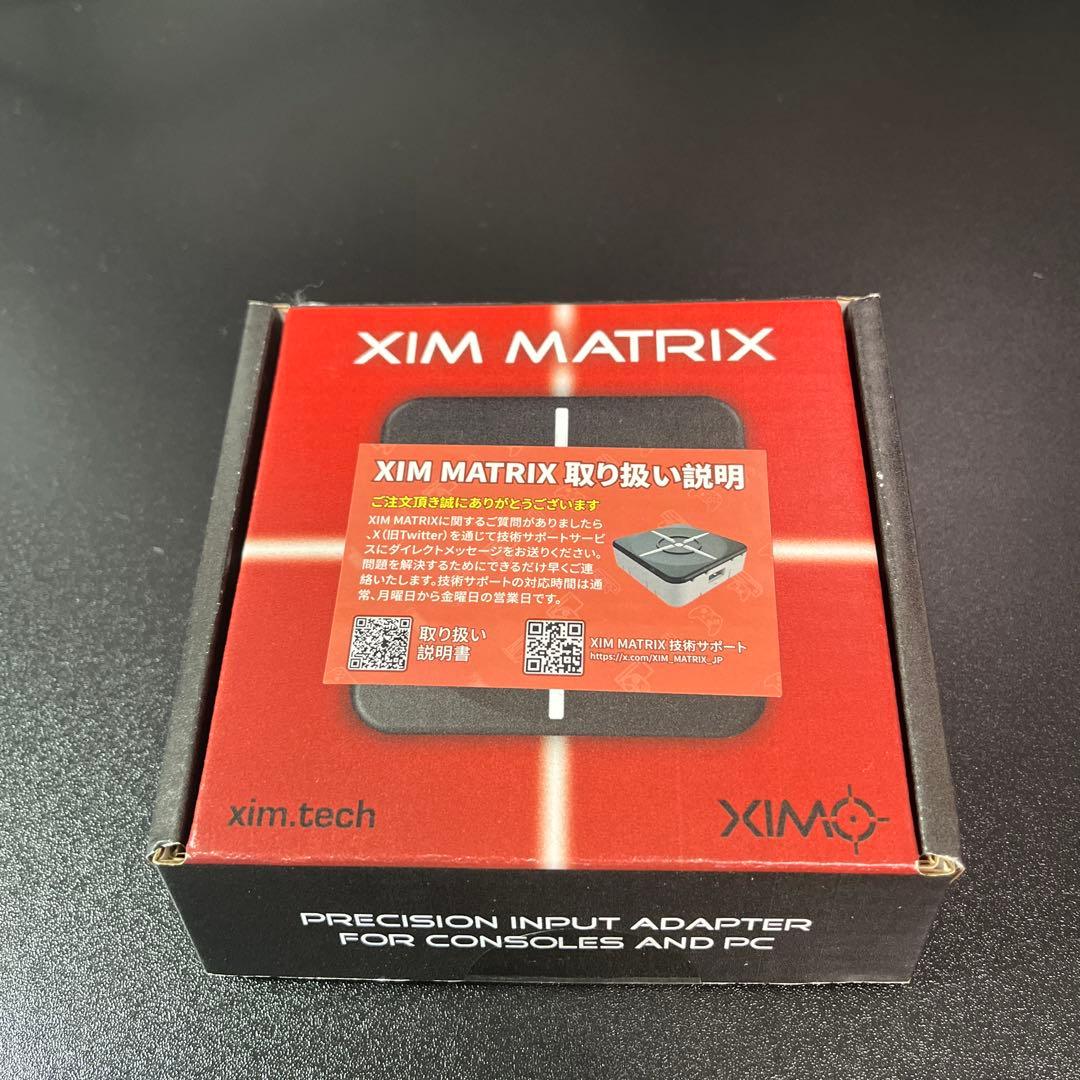 XIM MATRIX
XIM MATRIX 取り扱い説明
ご注文頂き誠にありがとうございます
XIM MATRIXに関するご質問がありましたら
、X(旧Twitter)を通じて技術サポートサービ
スにダイレクトメッセージをお送りください。
問題を解決するためにできるだけ早くご連
絡いたします。技術サポートの対応時間は通
常、月曜日から金曜日の営業日です。
取り扱い
説明書
XIM MATRIX 技術サポート
https://x.com/XIM_MATRIX_JP
xim.tech
XIM
PRECISION INPUT ADAPTER
FOR CONSOLES AND PC